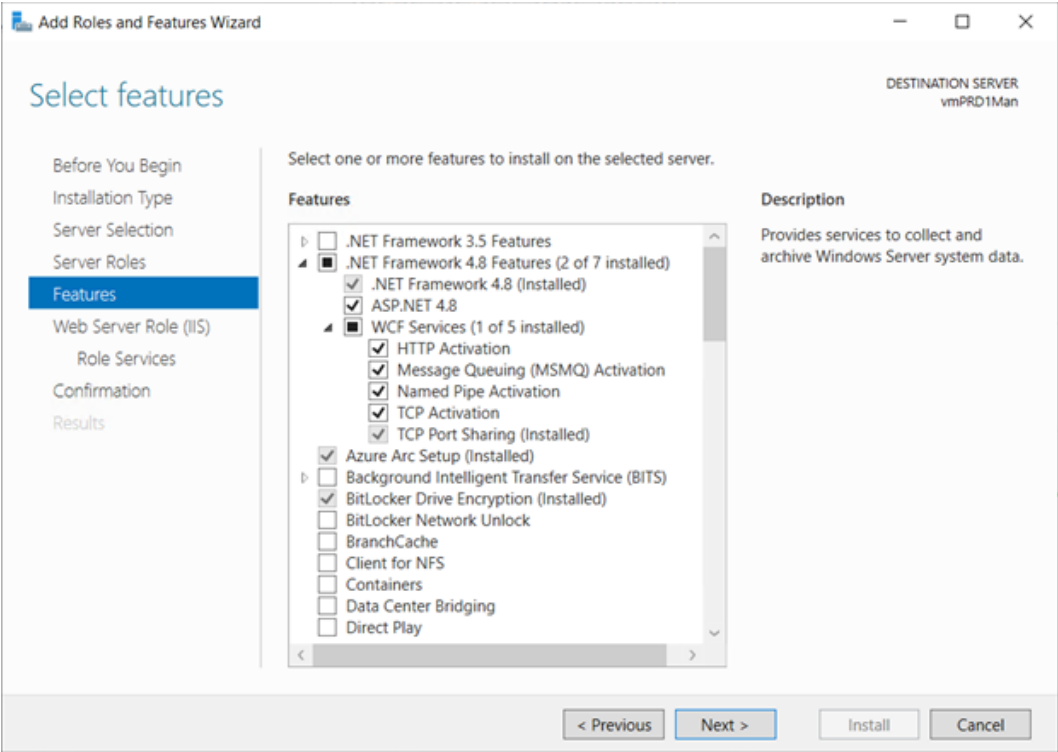 Add Roles and Features Wizard
Select features
DESTINATION SERVER
vmPRD1Man
Before You Begin
Installation Type
Server Selection
Server Roles
Features
Web Server Role (IIS)
Role Services
Confirmation
Results
Select one or more features to install on the selected server.
Features
.NET Framework 3.5 Features
.NET Framework 4.8 Features (2 of 7 installed)
.NET Framework 4.8 (Installed)
ASP.NET 4.8
WCF Services (1 of 5 installed)
HTTP Activation
Message Queuing (MSMQ) Activation
Named Pipe Activation
TCP Activation
TCP Port Sharing (Installed)
Azure Arc Setup (Installed)
Background Intelligent Transfer Service (BITS)
BitLocker Drive Encryption (Installed)
BitLocker Network Unlock
BranchCache
Client for NFS
Containers
Data Center Bridging
Direct Play
Description
Provides services to collect and
archive Windows Server system data.
< Previous
Next >
Install
Cancel